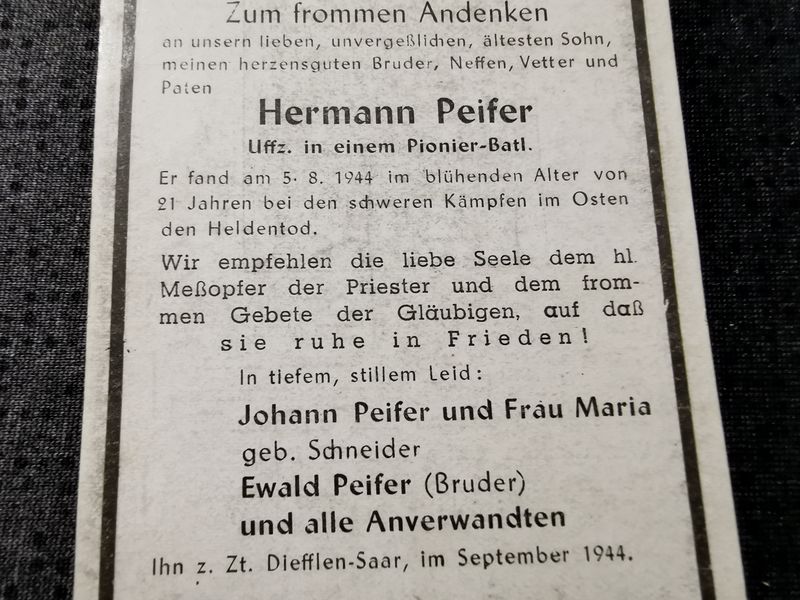 Zum frommen Andenken
an unsern lieben, unvergeßlichen, ältesten Sohn,
meinen herzensguten Bruder, Neffen, Vetter und
Paten
Hermann Peifer
Uffz. in einem Pionier-Batl.
Er fand am 5. 8. 1944 im blühenden Alter von
21 Jahren bei den schweren Kämpfen im Osten
den Heldentod.
Wir empfehlen die liebe Seele dem hl.
Meßopfer der Priester und dem from-
men Gebete der Gläubigen, auf daß
sie ruhe in Frieden!
In tiefem, stillem Leid:
Johann Peifer und Frau Maria
geb. Schneider
Ewald Peifer (Bruder)
und alle Anverwandten
Ihn z. Zt. Diefflen-Saar, im September 1944.